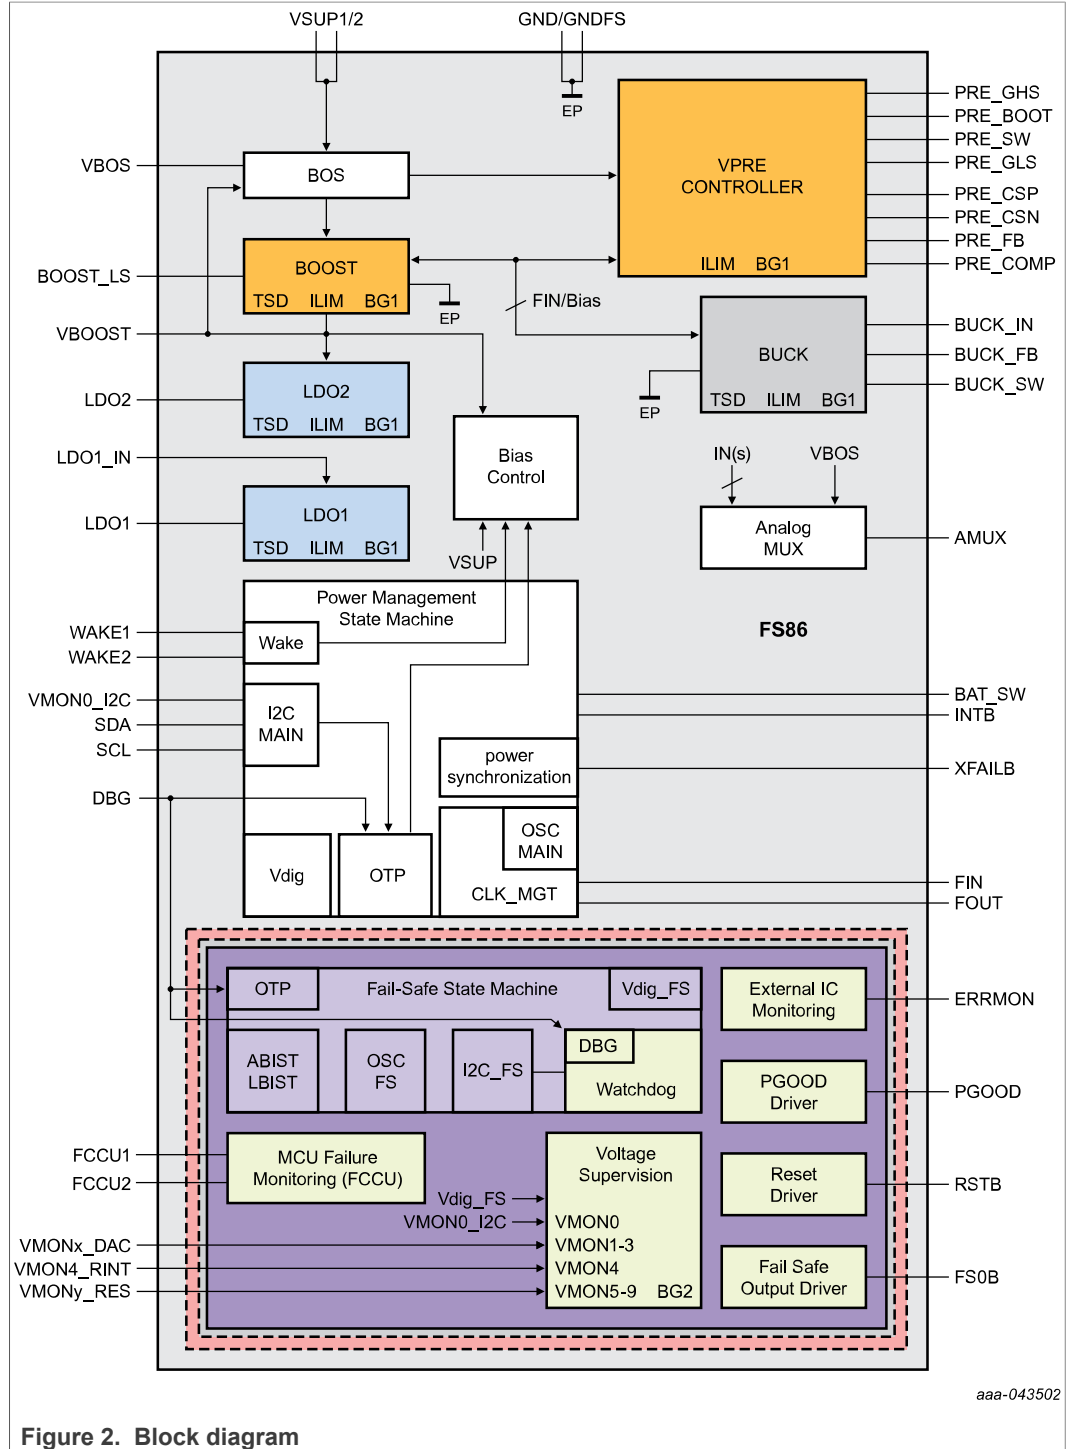 VSUP1/2
GND/GNDFS
EP
VBOS
BOS
VPRE
CONTROLLER
ILIM BG1
PRE_GHS
PRE_BOOT
PRE_SW
PRE_GLS
PRE_CSP
PRE_CSN
PRE_FB
PRE_COMP
BOOST_LS
BOOST
TSD ILIM BG1
EP
FIN/Bias
VBOOST
BUCK
TSD ILIM BG1
EP
BUCK_IN
BUCK_FB
BUCK_SW
LDO2
LDO2
TSD ILIM BG1
LDO1_IN
LDO1
LDO1
TSD ILIM BG1
Bias
Control
VSUP
IN(s)
VBOS
Analog
MUX
AMUX
FS86
Power Management
State Machine
WAKE1
WAKE2
Wake
VMON0_I2C
SDA
SCL
I2C
MAIN
BAT_SW
INTB
power
synchronization
XFAILB
DBG
Vdig
OTP
OSC
MAIN
CLK_MGT
FIN
FOUT
OTP
Fail-Safe State Machine
Vdig_FS
External IC
Monitoring
ERRMON
ABIST
LBIST
OSC
FS
I2C_FS
DBG
Watchdog
PGOOD
Driver
PGOOD
FCCU1
FCCU2
MCU Failure
Monitoring (FCCU)
Voltage
Supervision
Vdig_FS
VMON0_I2C
VMON0
VMON1-3
VMON4
VMON5-9 BG2
Reset
Driver
RSTB
VMONx_DAC
VMON4_RINT
VMONy_RES
Fail Safe
Output Driver
FS0B
aaa-043502
Figure 2. Block diagram